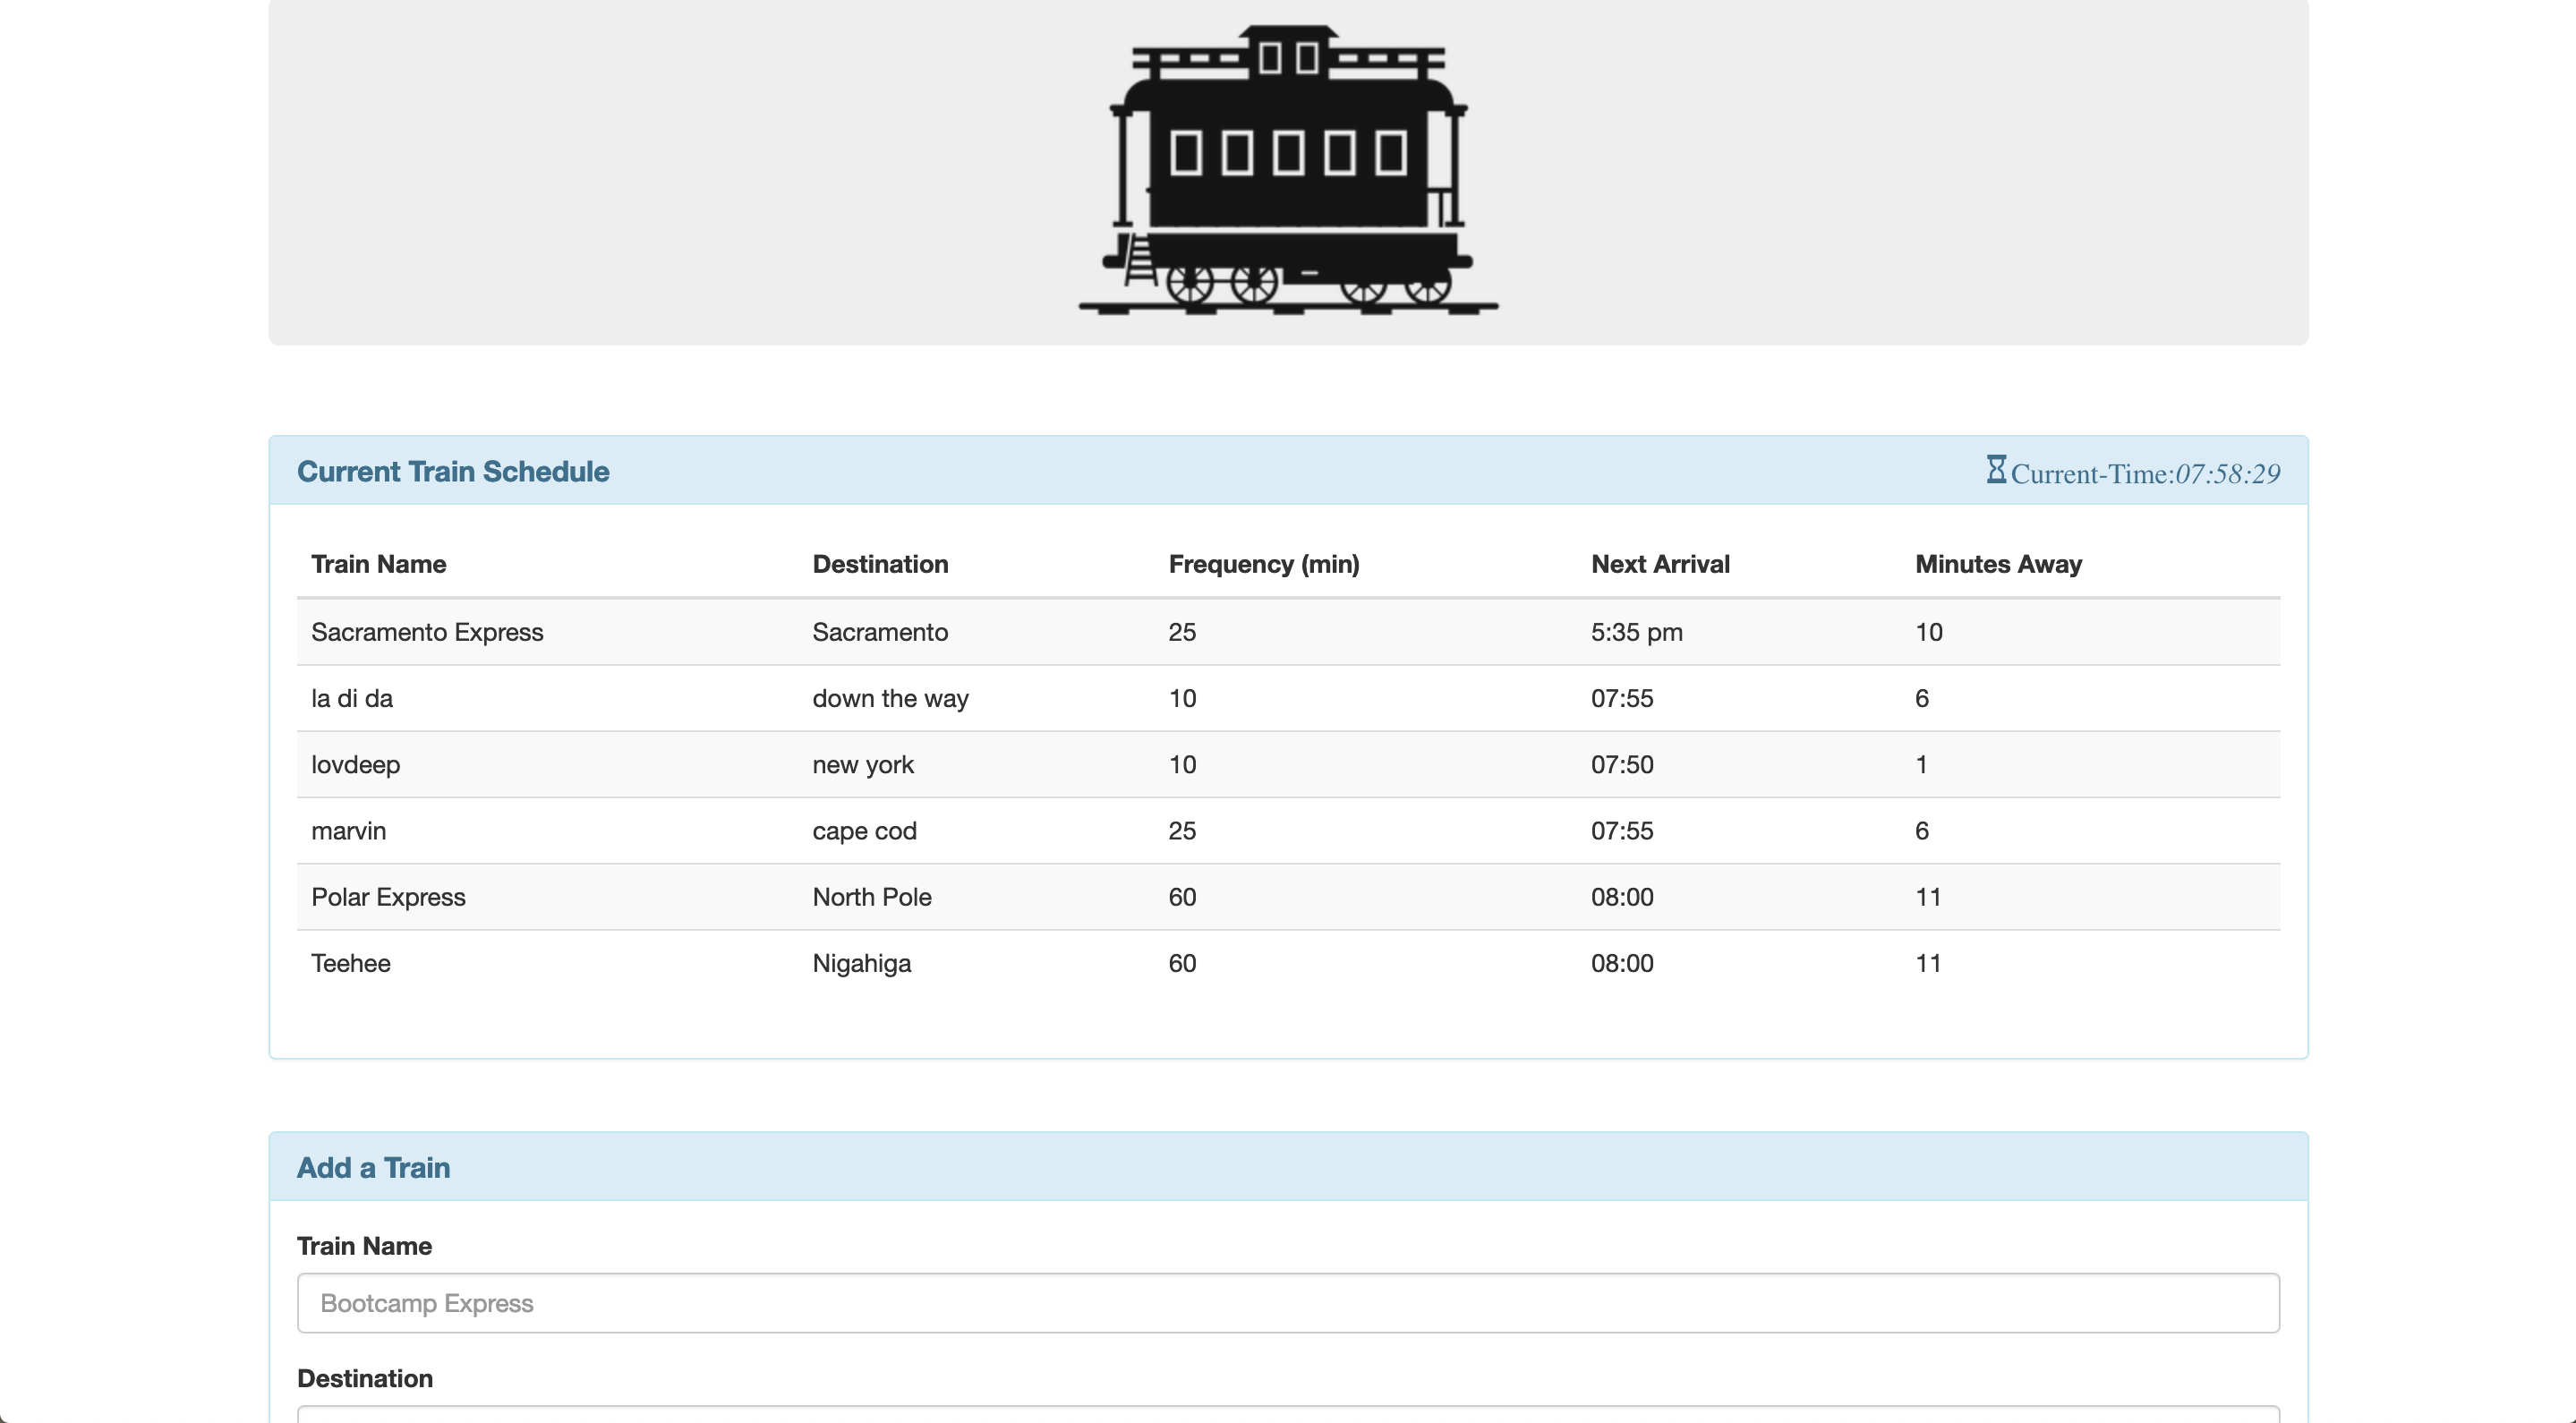 Current Train Schedule Current-Time:07:58:29
Train Name Destination Frequency (min) Next Arrival Minutes Away
Sacramento Express Sacramento 25 5:35 pm 10
la di da down the way 10 07:55 6
lovdeep new york 10 07:50 1
marvin cape cod 25 07:55 6
Polar Express North Pole 60 08:00 11
Teehee Nigahiga 60 08:00 11
Add a Train
Train Name
Bootcamp Express
Destination